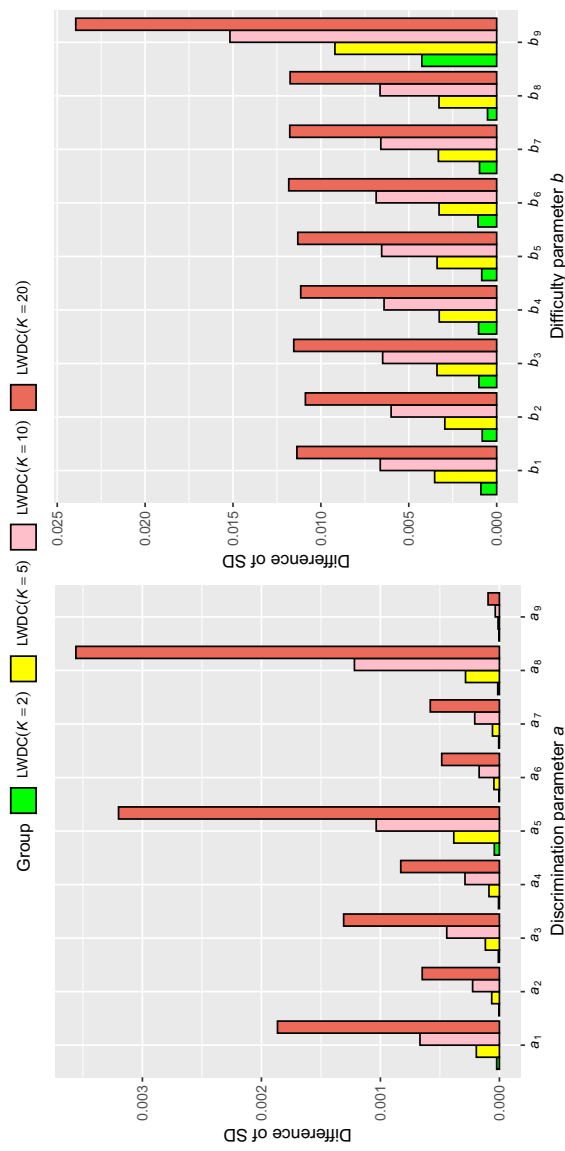 Group LWDC(K = 2) LWDC(K = 5) LWDC(K = 10) LWDC(K = 20)
Difference of SD
0.003
0.002
0.001
0.000
a1 a2 a3 a4 a5 a6 a7 a8 a9
Discrimination parameter a
Difference of SD
0.025
0.020
0.015
0.010
0.005
0.000
b1 b2 b3 b4 b5 b6 b7 b8 b9
Difficulty parameter b